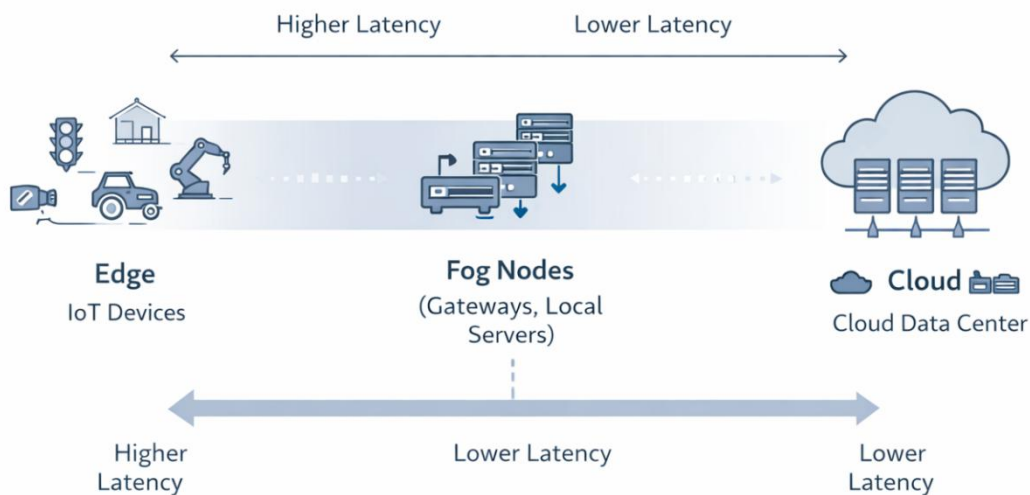 Higher Latency
Lower Latency
Edge
IoT Devices
Fog Nodes
(Gateways, Local
Servers)
Cloud
Cloud Data Center
Higher
Latency
Lower Latency
Lower
Latency